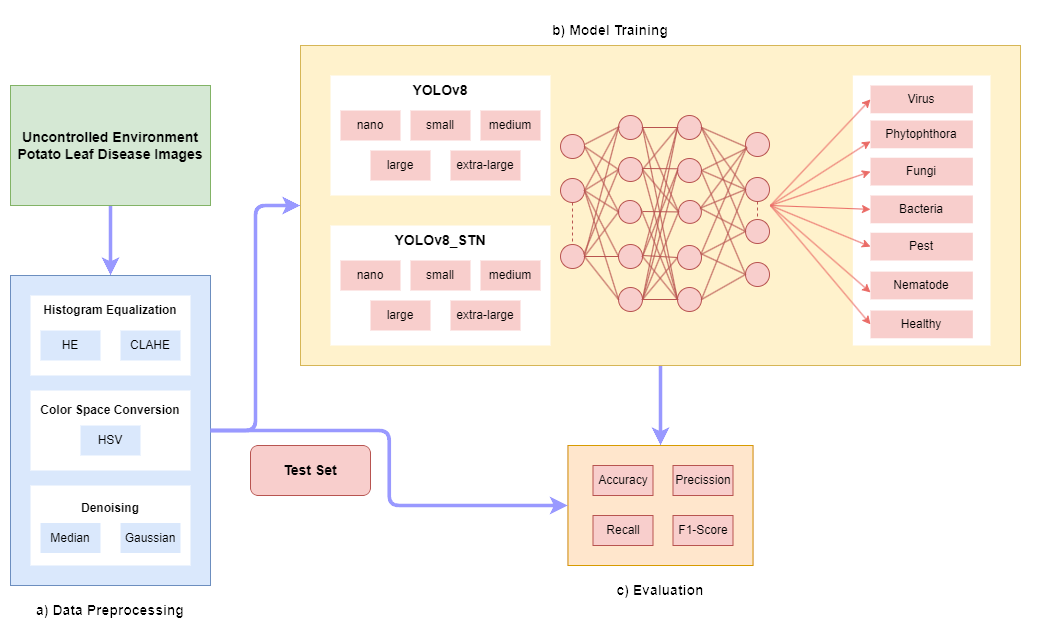 b) Model Training
Uncontrolled Environment
Potato Leaf Disease Images
Histogram Equalization
HE
CLAHE
Color Space Conversion
HSV
Denoising
Median
Gaussian
a) Data Preprocessing
YOLOv8
nano
small
medium
large
extra-large
YOLOv8_STN
nano
small
medium
large
extra-large
Virus
Phytophthora
Fungi
Bacteria
Pest
Nematode
Healthy
Test Set
Accuracy
Precission
Recall
F1-Score
c) Evaluation